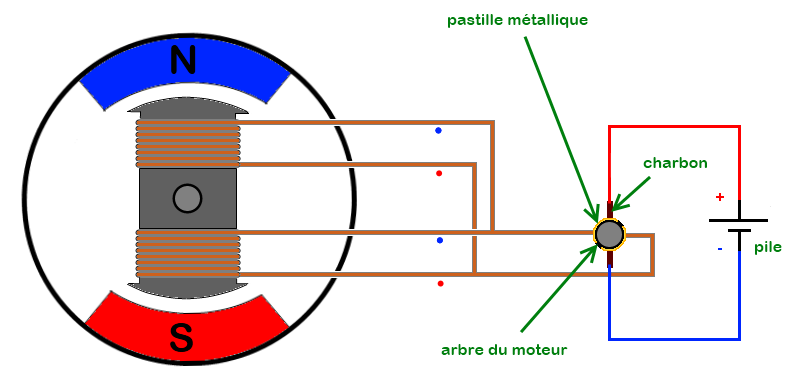 pastille métallique
N
charbon
+
pile
-
S
arbre du moteur